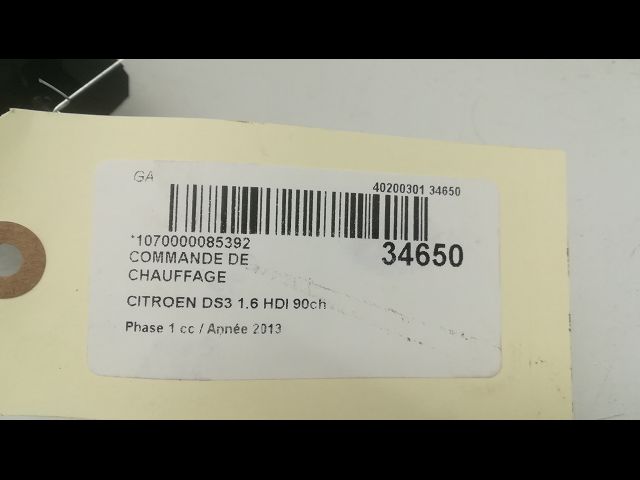 GA
40200301 34650
*1070000085392
34650
COMMANDE DE
CHAUFFAGE
CITROEN DS3 1.6 HDI 90ch
Phase 1 cc / Année 2013